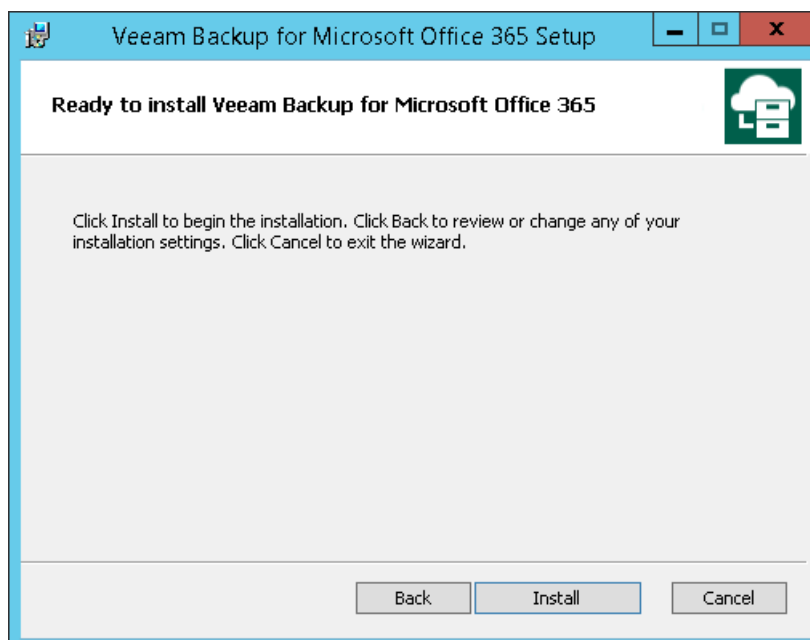 Veeam Backup for Microsoft Office 365 Setup
Ready to install Veeam Backup for Microsoft Office 365
Click Install to begin the installation. Click Back to review or change any of your
installation settings. Click Cancel to exit the wizard.
Back Install Cancel